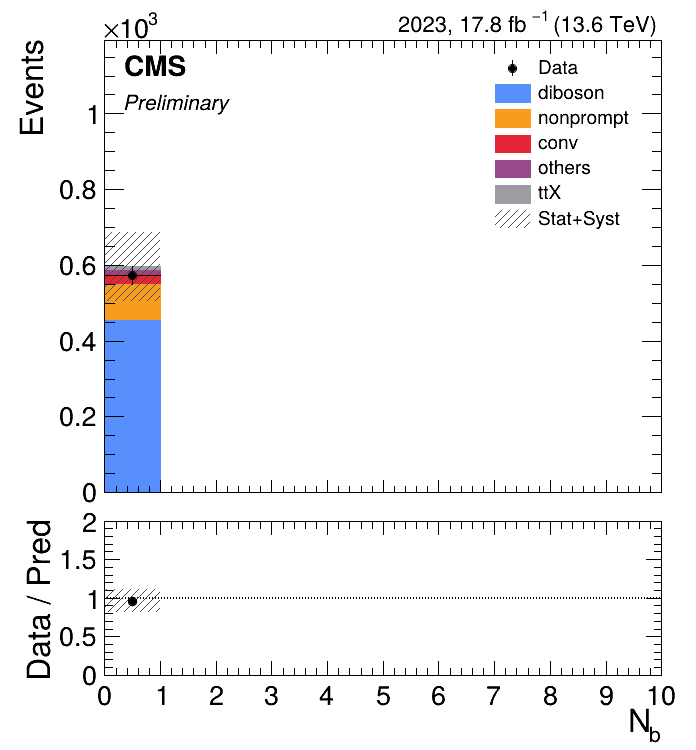 ×10³
2023, 17.8 fb⁻¹ (13.6 TeV)
CMS
Preliminary
Events
Data
diboson
nonprompt
conv
others
ttX
Stat+Syst
1
0.8
0.6
0.4
0.2
0
Data / Pred
2
1.5
1
0.5
0
0 1 2 3 4 5 6 7 8 9 10
N_b